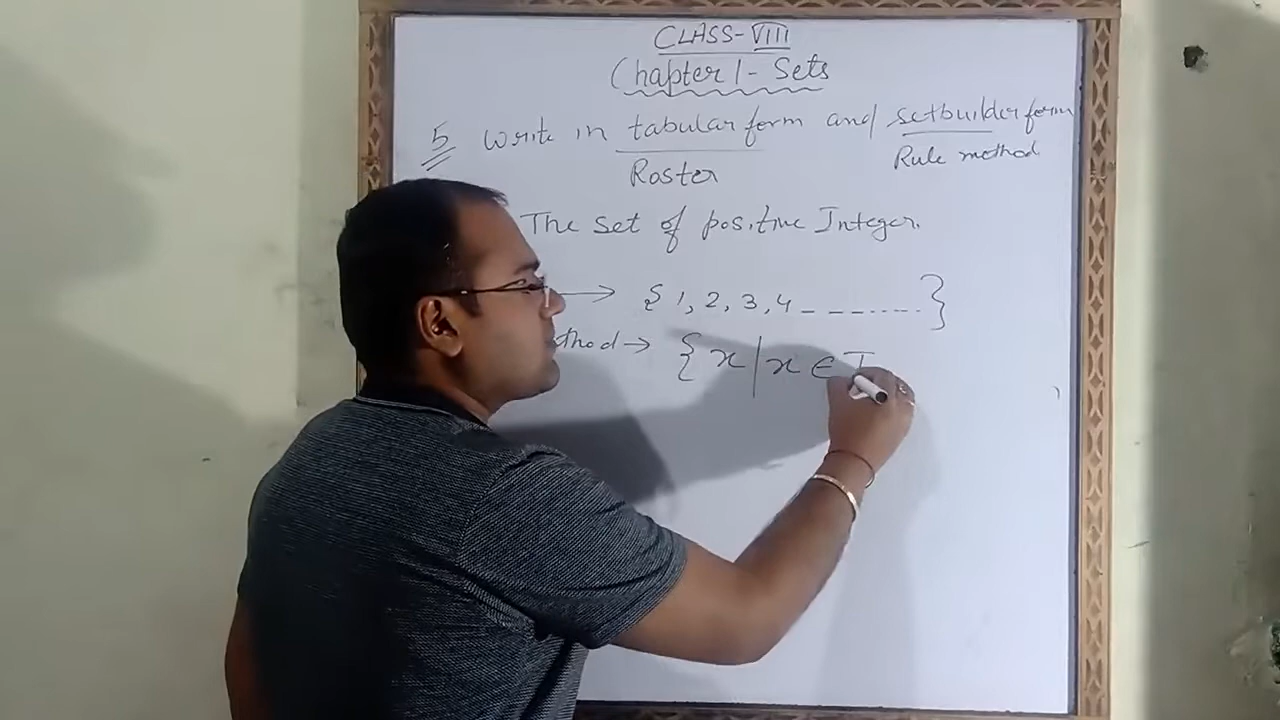 CLASS-VIII
Chapter 1- Sets
5 Write in tabular form and setbuilder form
Roster
Rule method
The set of positive Integer.
→ { 1, 2, 3, 4 _ _ _ ...... }
thod → { x | x ∈ I